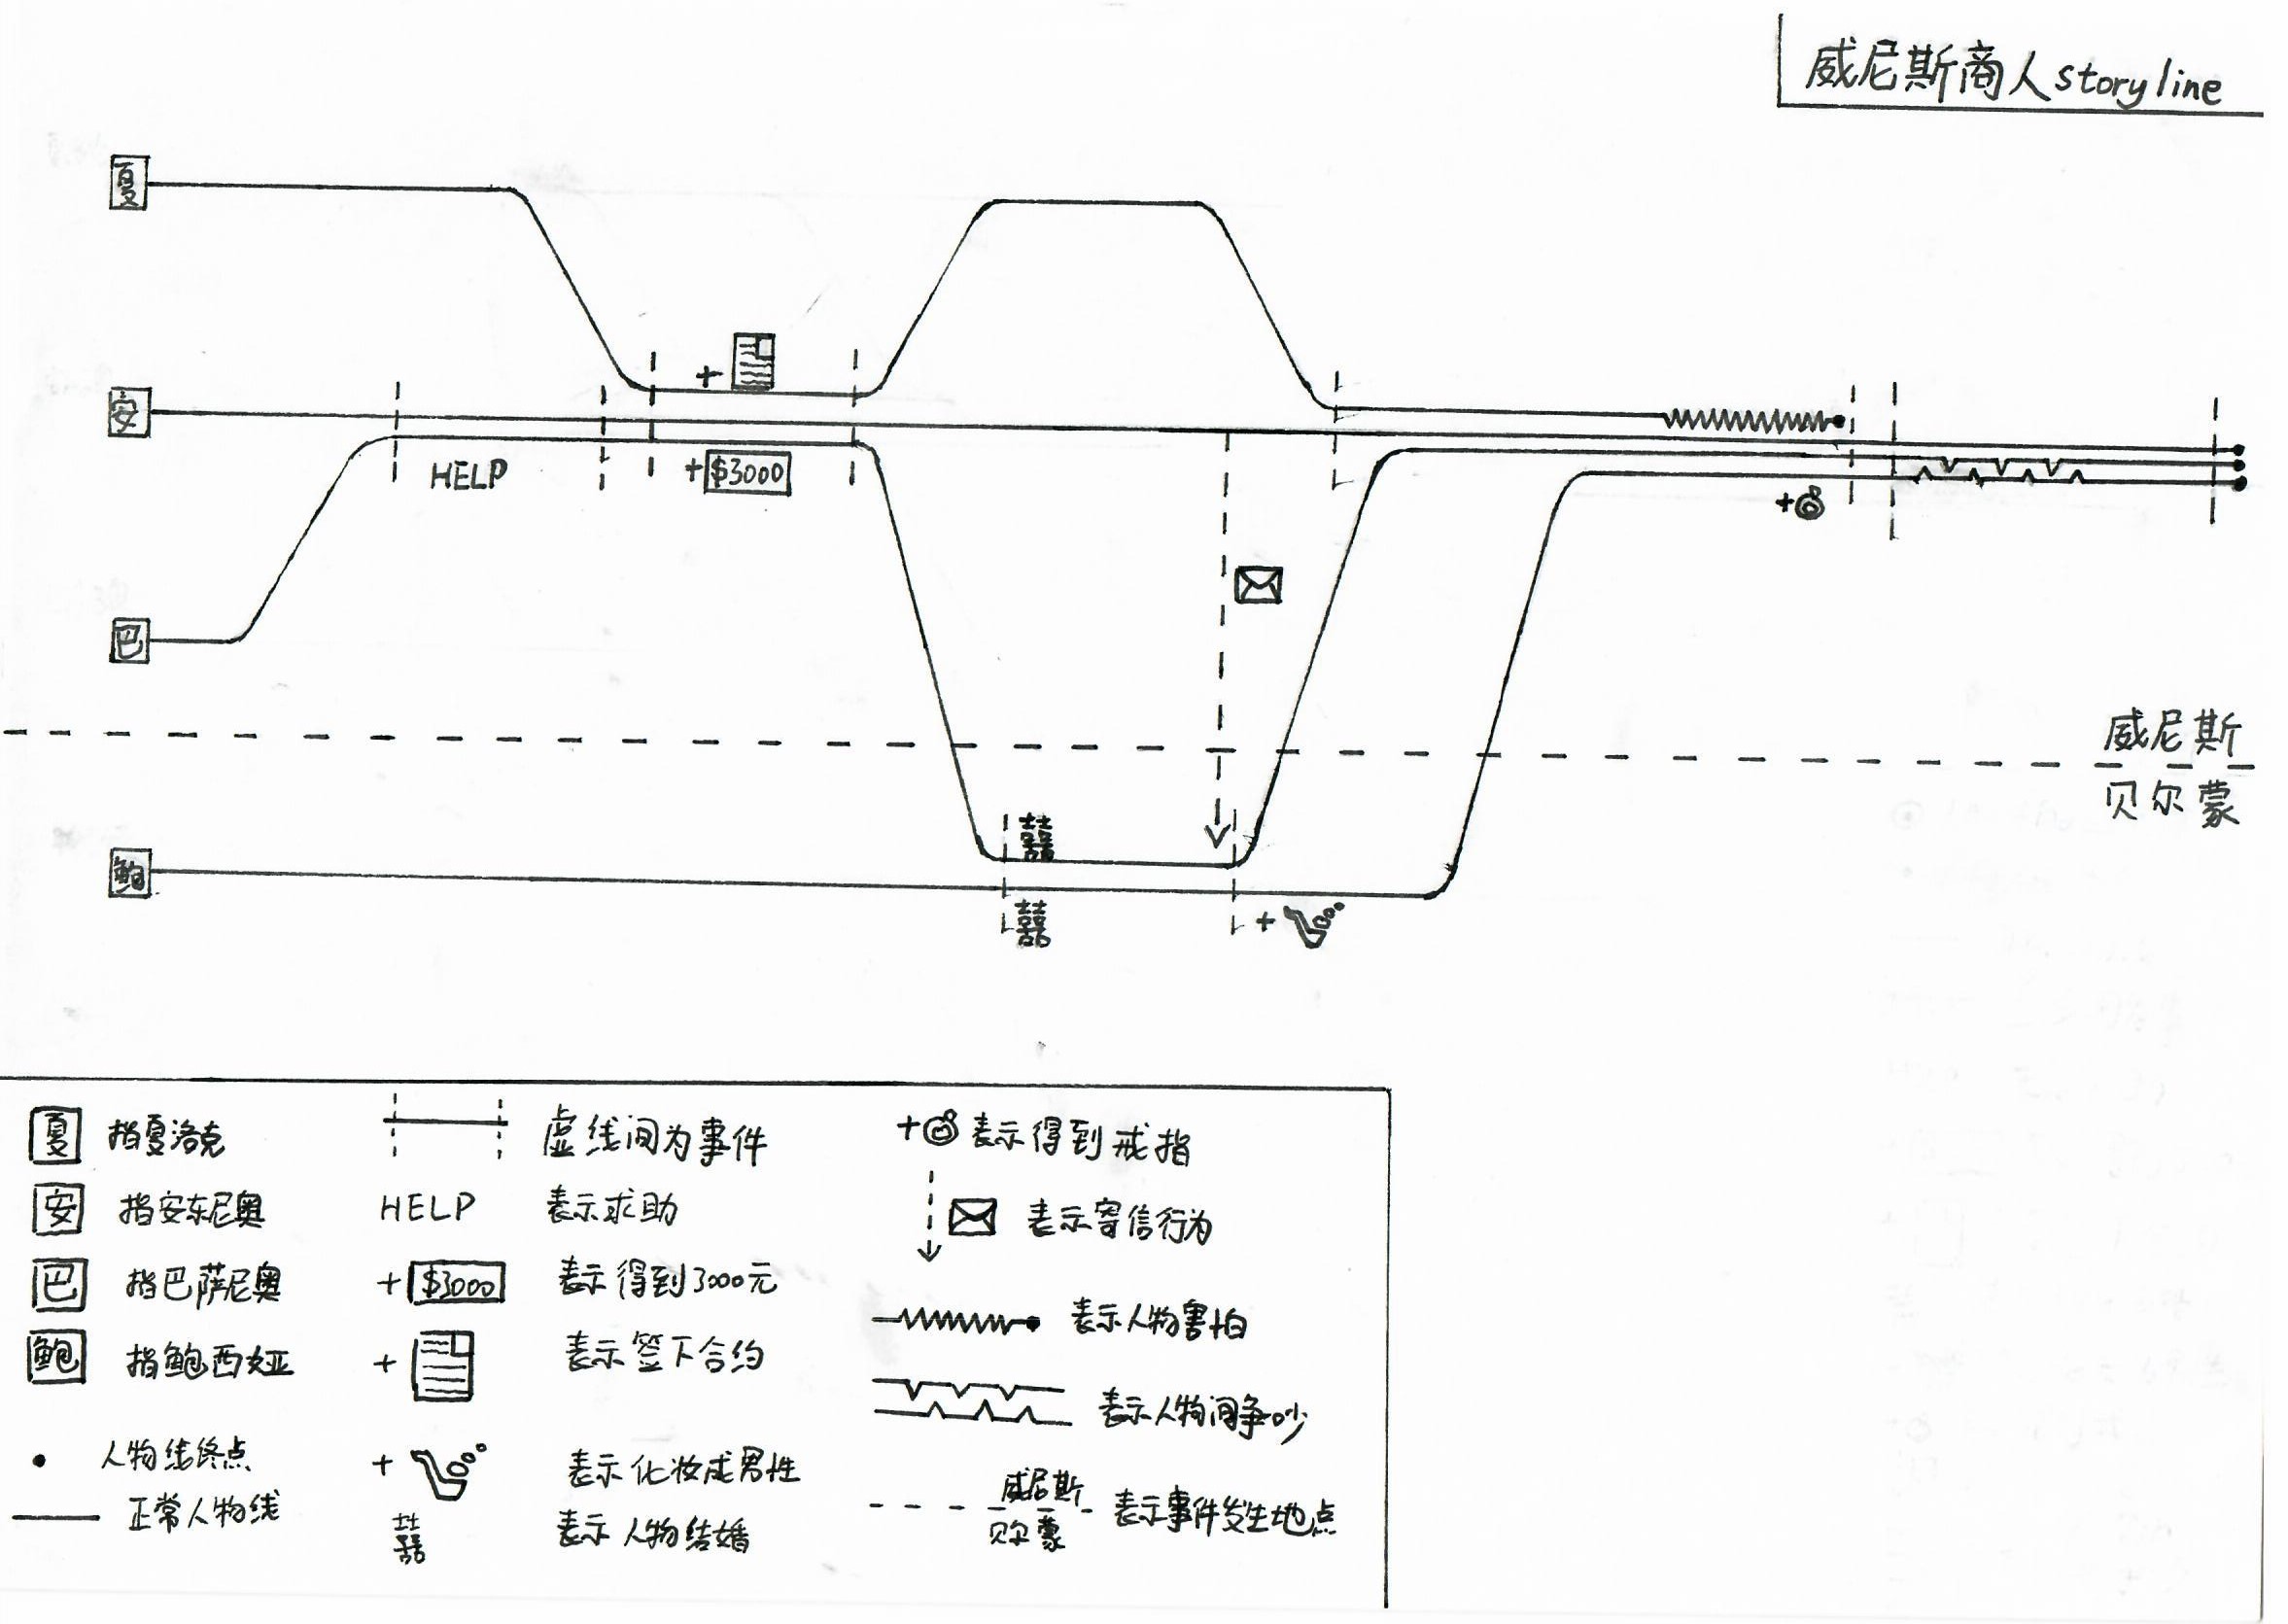 威尼斯商人storyline
夏
安
+
HELP
+ $3000
+
巴
威尼斯
贝尔蒙
鲍
囍
囍
+
夏 指夏洛克
安 指安东尼奥
巴 指巴萨尼奥
鲍 指鲍西娅
人物线终点
正常人物线
虚线间为事件
HELP 表示求助
+ $3000 表示得到3000元
+ 表示签下合约
+ 表示化妆成男性
囍 表示人物结婚
+ 表示得到戒指
表示寄信行为
表示人物害怕
表示人物间争吵
威尼斯
贝尔蒙
表示事件发生地点